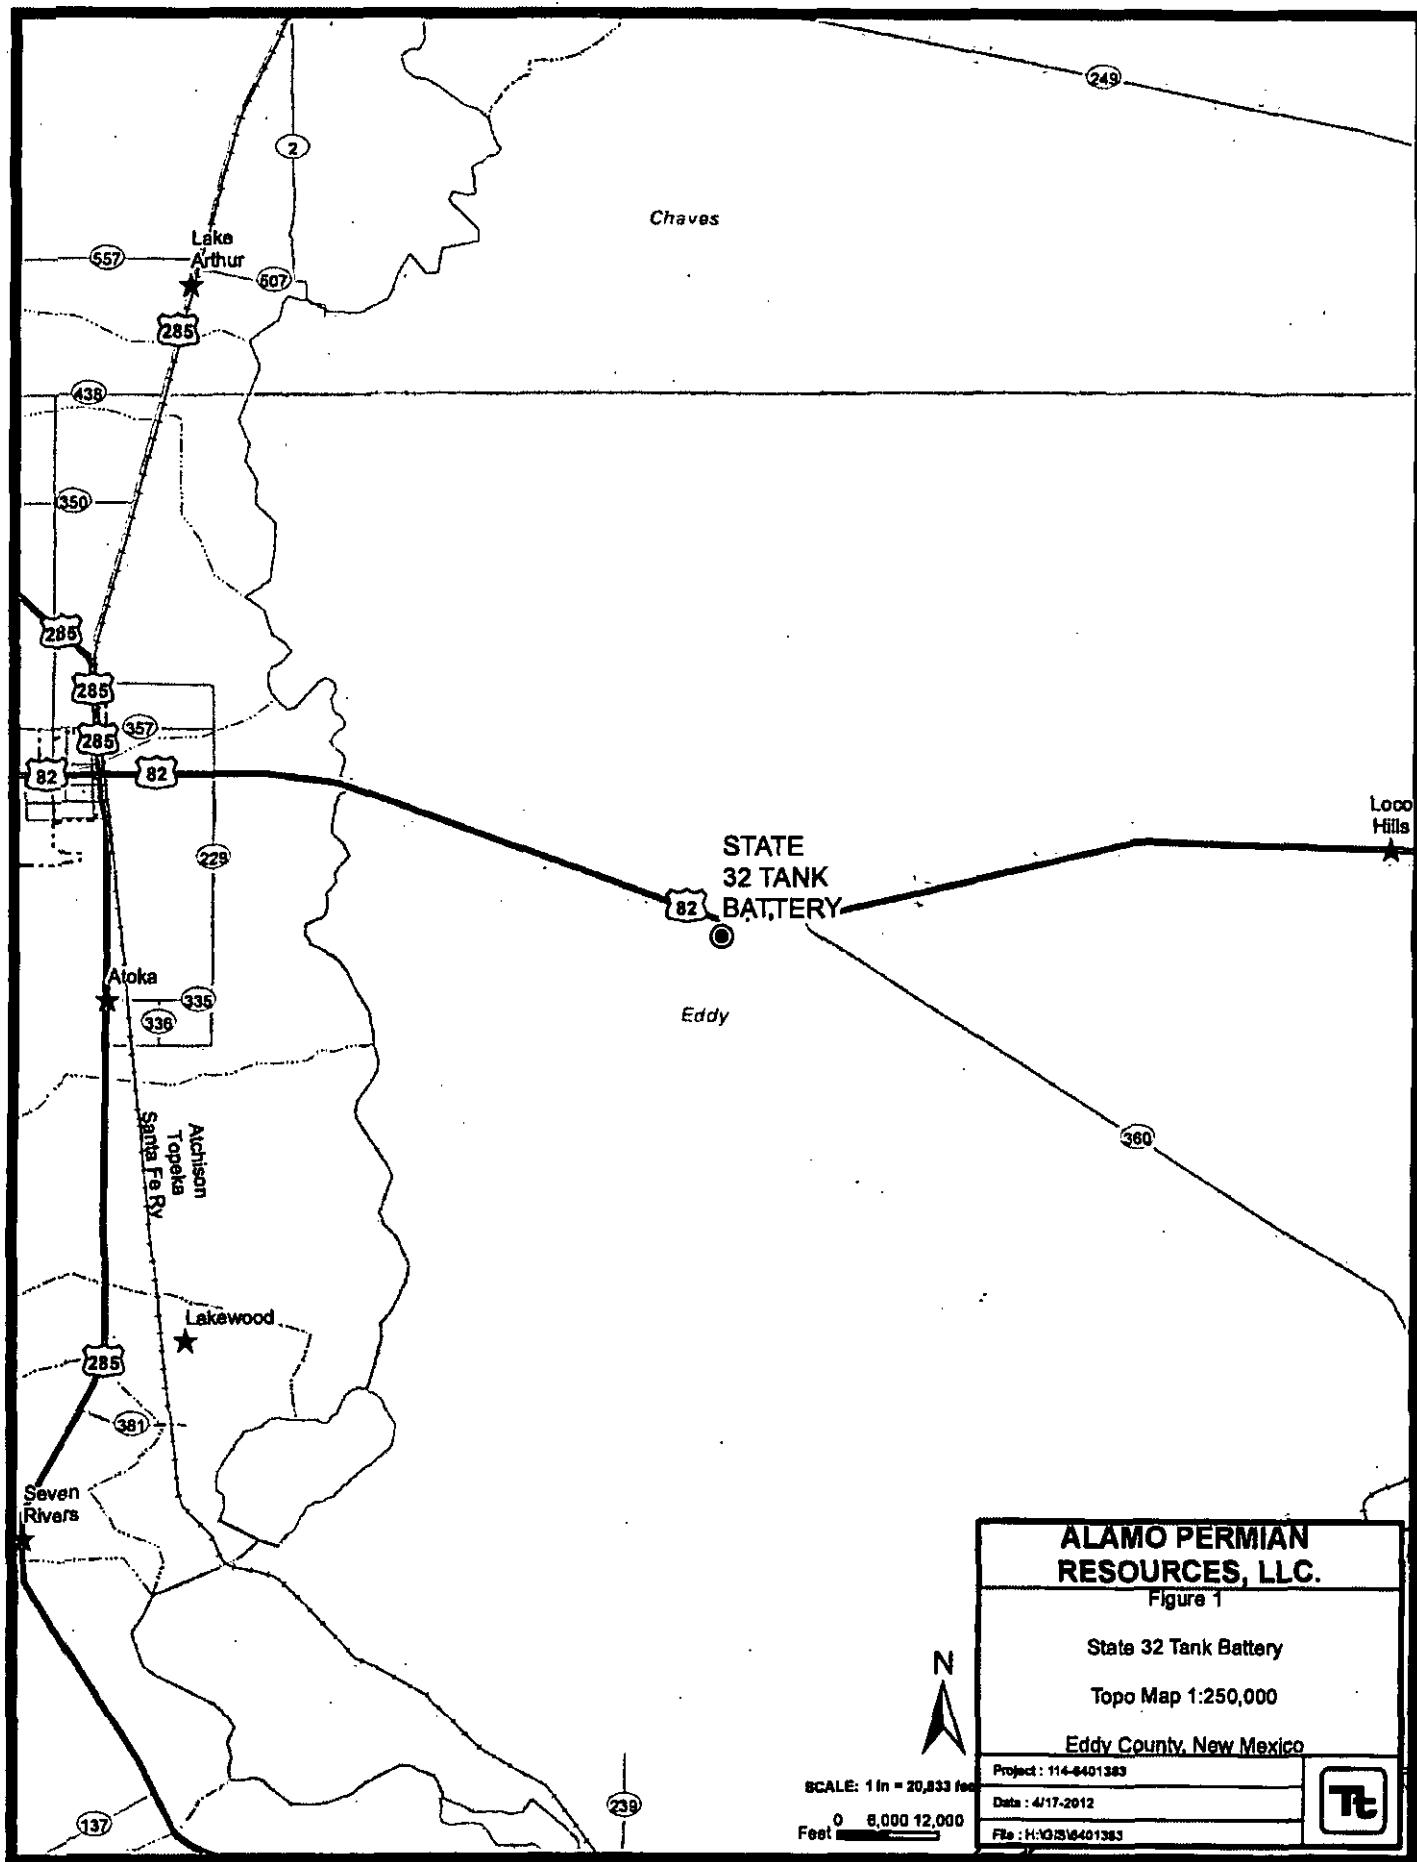 249
2
Chaves
Lake
Arthur
557
507
285
438
350
285
285
357
285
82
82
Loco
Hills
STATE
32 TANK
BATTERY
229
82
Atoka
335
336
Eddy
360
Atchison
Topeka
Santa Fe Ry
Lakewood
285
381
Seven
Rivers
ALAMO PERMIAN
RESOURCES, LLC.
Figure 1
State 32 Tank Battery
Topo Map 1:250,000
Eddy County, New Mexico
N
Project : 114-6401383
SCALE: 1 in = 20,833 feet
Date : 4/17-2012
0 6,000 12,000
Feet
File : H:\GIS\6401383
Tt
239
137